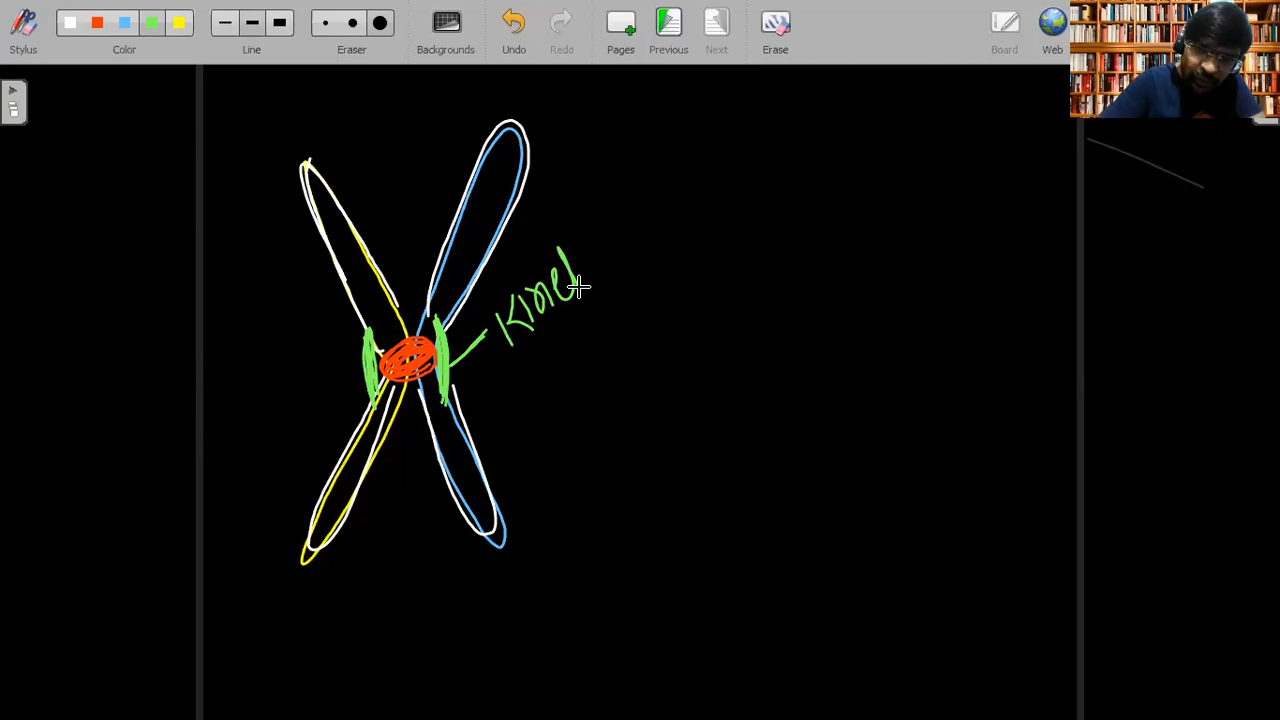 Stylus
Color
Line
Eraser
Backgrounds
Undo
Redo
Pages
Previous
Next
Erase
Board
Web
Kinet